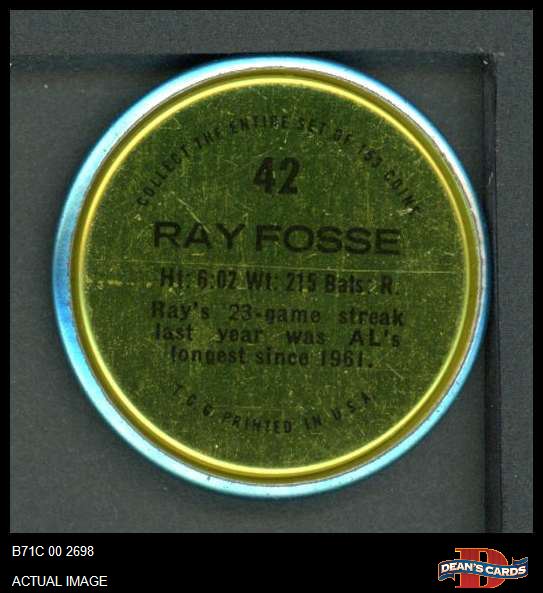 COLLECT THE ENTIRE SET OF 153 COINS
42
RAY FOSSE
Ht: 6.02 Wt: 215 Bats: R.
Ray's 23-game streak
last year was AL's
longest since 1961.
T.C.G. PRINTED IN U.S.A.
B71C 00 2698
ACTUAL IMAGE
D
DEAN'S CARDS